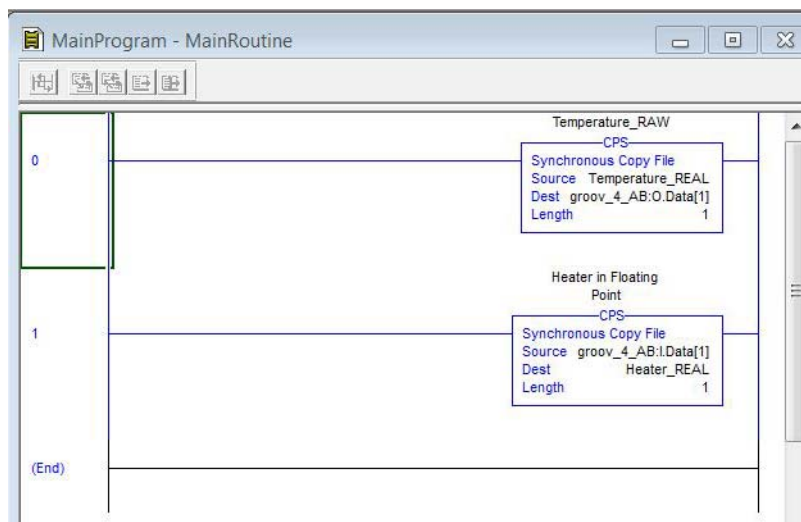 MainProgram - MainRoutine
Temperature_RAW
CPS
0
Synchronous Copy File
Source Temperature_REAL
Dest groov_4_AB:O.Data[1]
Length 1
Heater in Floating
Point
CPS
1
Synchronous Copy File
Source groov_4_AB:I.Data[1]
Dest Heater_REAL
Length 1
(End)